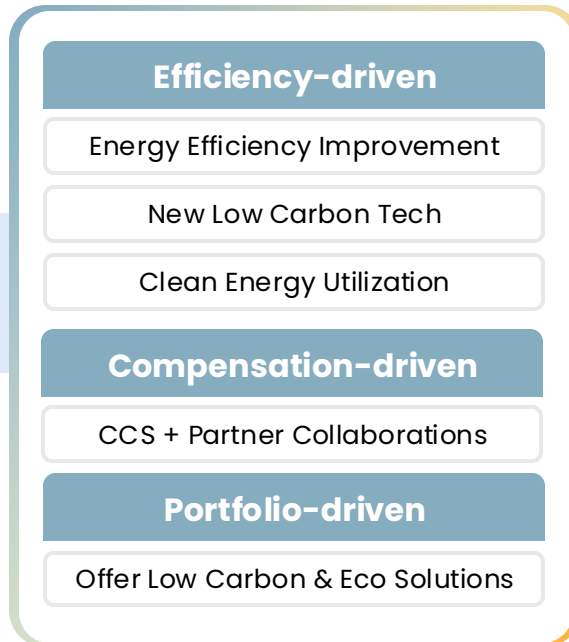 Efficiency-driven
Energy Efficiency Improvement
New Low Carbon Tech
Clean Energy Utilization
Compensation-driven
CCS + Partner Collaborations
Portfolio-driven
Offer Low Carbon & Eco Solutions